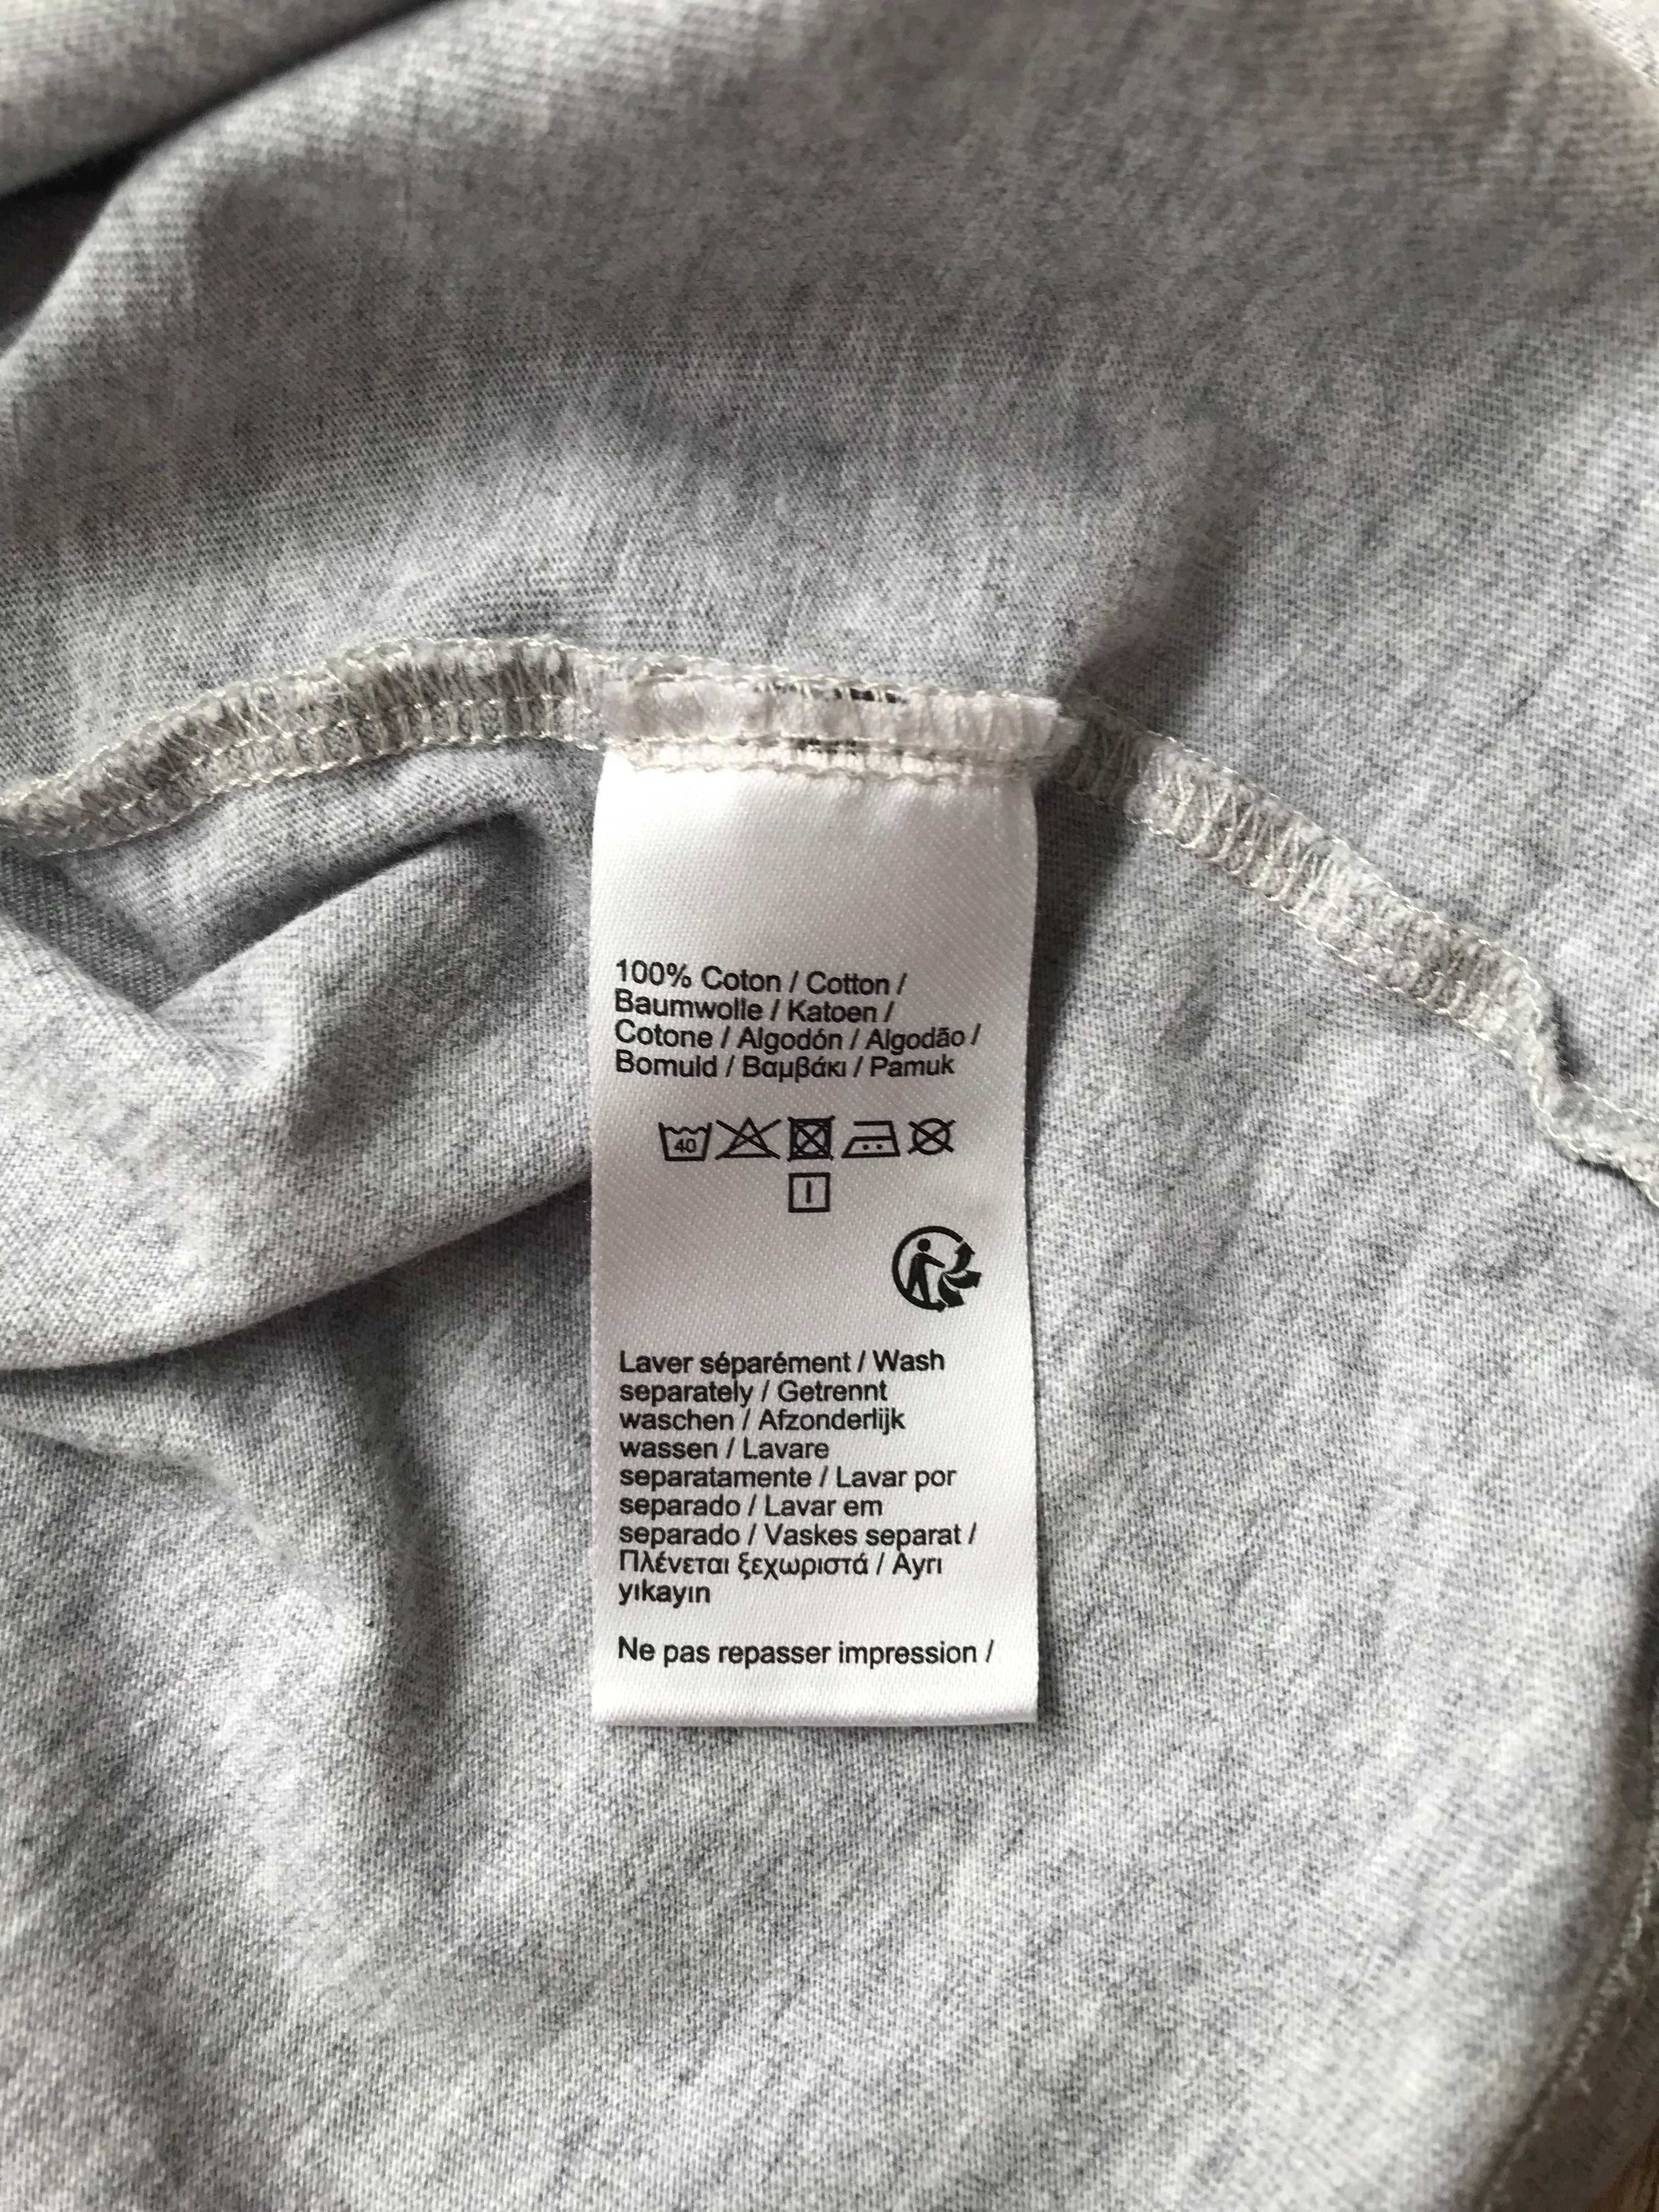 100% Coton / Cotton /
Baumwolle / Katoen /
Cotone / Algodón / Algodão /
Bomuld / Βαμβάκι / Pamuk
40
Laver séparément / Wash
separately / Getrennt
waschen / Afzonderlijk
wassen / Lavare
separatamente / Lavar por
separado / Lavar em
separado / Vaskes separat /
Πλένεται ξεχωριστά / Ayrı
yıkayın
Ne pas repasser impression /